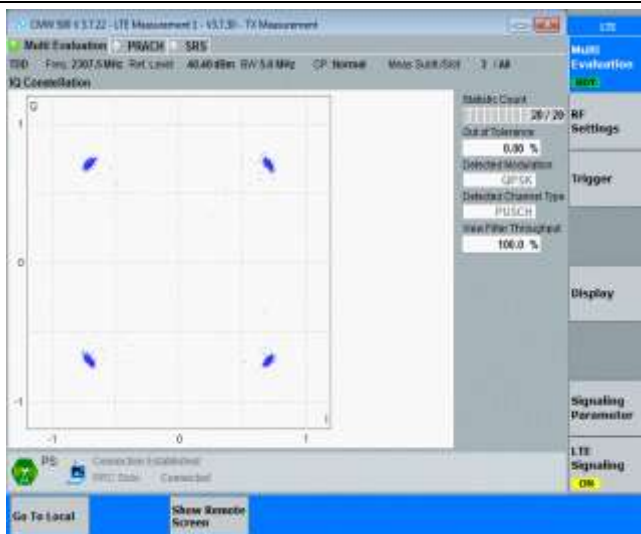 CMW 500 V 3.7.22 - LTE Measurement 1 - V3.7.30 - TX Measurement
Multi Evaluation PRACH SRS
TDD Freq: 2307.5 MHz Ref. Level: 40.40 dBm BW: 5.0 MHz CP: Normal Meas Subfr./Slot: 3 / All
IQ Constellation
Q
1
0
-1
-1
0
1
I
Statistic Count
20 / 20
Out of Tolerance
0.00 %
Detected Modulation
QPSK
Detected Channel Type
PUSCH
View Filter Throughput
100.0 %
PS:
Connection Established
RRC State: Connected
LTE
Multi Evaluation
RDY
RF Settings
Trigger
Display
Signaling Parameter
LTE Signaling
ON
Go To Local
Show Remote Screen